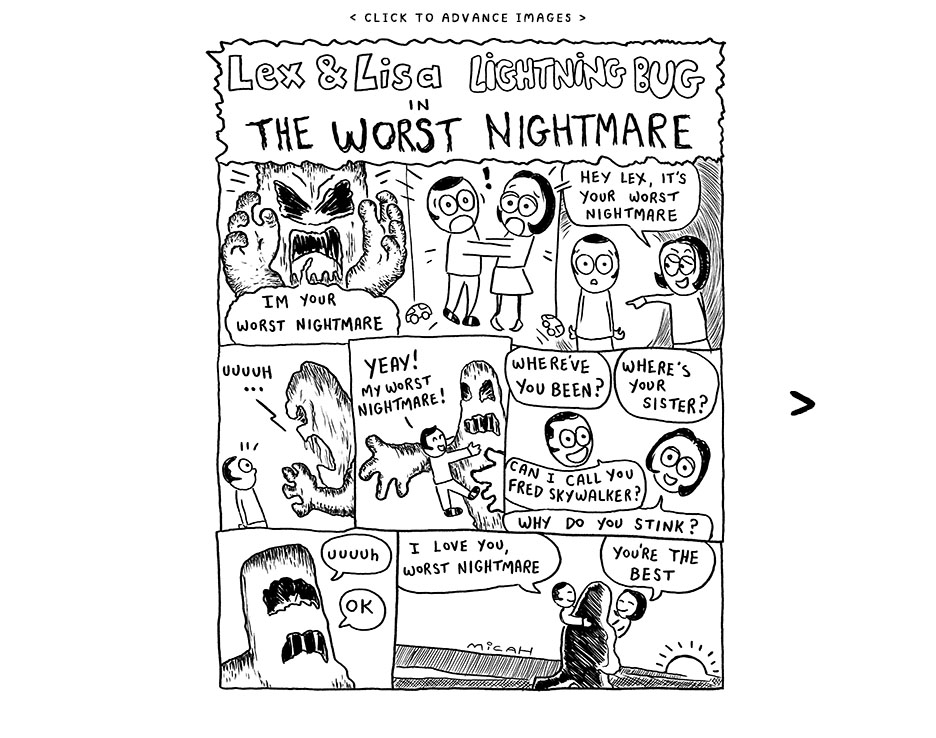 < CLICK TO ADVANCE IMAGES >
Lex & Lisa LIGHTNING BUG
IN
THE WORST NIGHTMARE
IM YOUR
WORST NIGHTMARE
!
HEY LEX, IT'S
YOUR WORST
NIGHTMARE
UUUUH
...
YEAY!
MY WORST
NIGHTMARE!
WHERE'VE
YOU BEEN?
WHERE'S
YOUR
SISTER?
CAN I CALL YOU
FRED SKYWALKER?
WHY DO YOU STINK?
UUUUh
OK
I LOVE YOU,
WORST NIGHTMARE
YOU'RE THE
BEST
MICAH
>